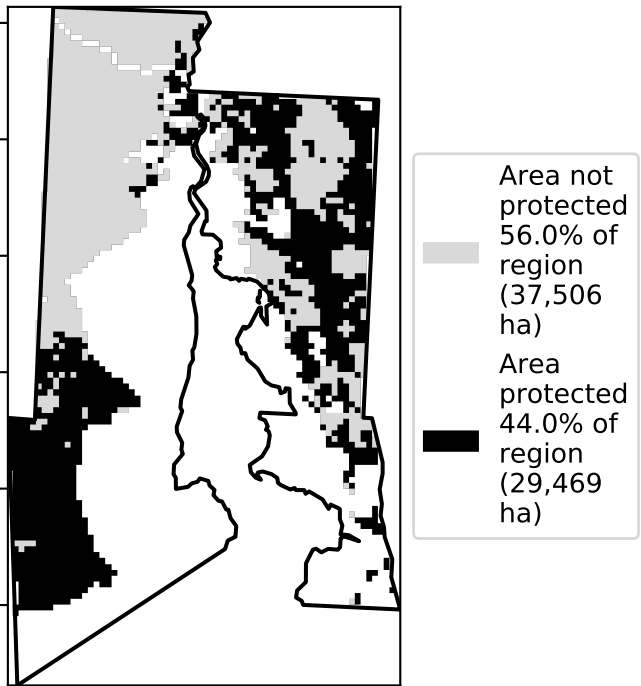 Area not
protected
56.0% of
region
(37,506
ha)
Area
protected
44.0% of
region
(29,469
ha)